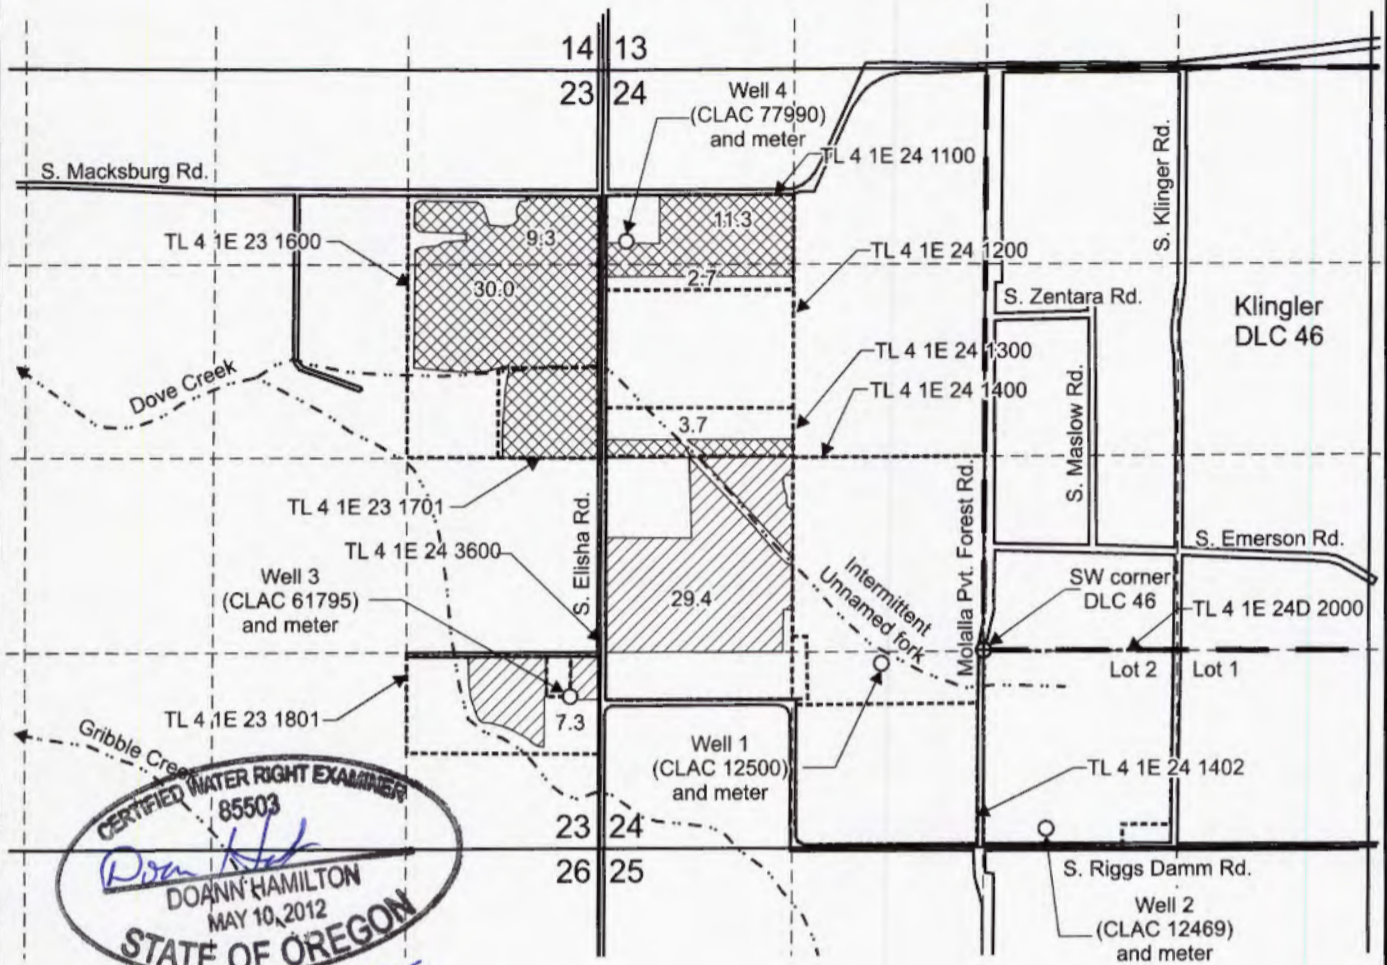 14 13
23 24
Well 4
(CLAC 77990)
and meter
TL 4 1E 24 1100
S. Macksburg Rd.
S. Klinger Rd.
TL 4 1E 23 1600
9.3
11.3
TL 4 1E 24 1200
30.0
2.7
S. Zentara Rd.
Klingler
DLC 46
TL 4 1E 24 1300
Dove Creek
TL 4 1E 24 1400
3.7
S. Maslow Rd.
TL 4 1E 23 1701
Molalla Pvt. Forest Rd.
S. Elisha Rd.
TL 4 1E 24 3600
S. Emerson Rd.
Well 3
(CLAC 61795)
and meter
Intermittent
Unnamed fork
SW corner
DLC 46
29.4
TL 4 1E 24D 2000
Lot 2
Lot 1
TL 4 1E 23 1801
7.3
Gribble Creek
Well 1
(CLAC 12500)
and meter
TL 4 1E 24 1402
CERTIFIED WATER RIGHT EXAMINER
85503
DOANN HAMILTON
MAY 10, 2012
STATE OF OREGON
23 24
26 25
S. Riggs Damm Rd.
Well 2
(CLAC 12469)
and meter